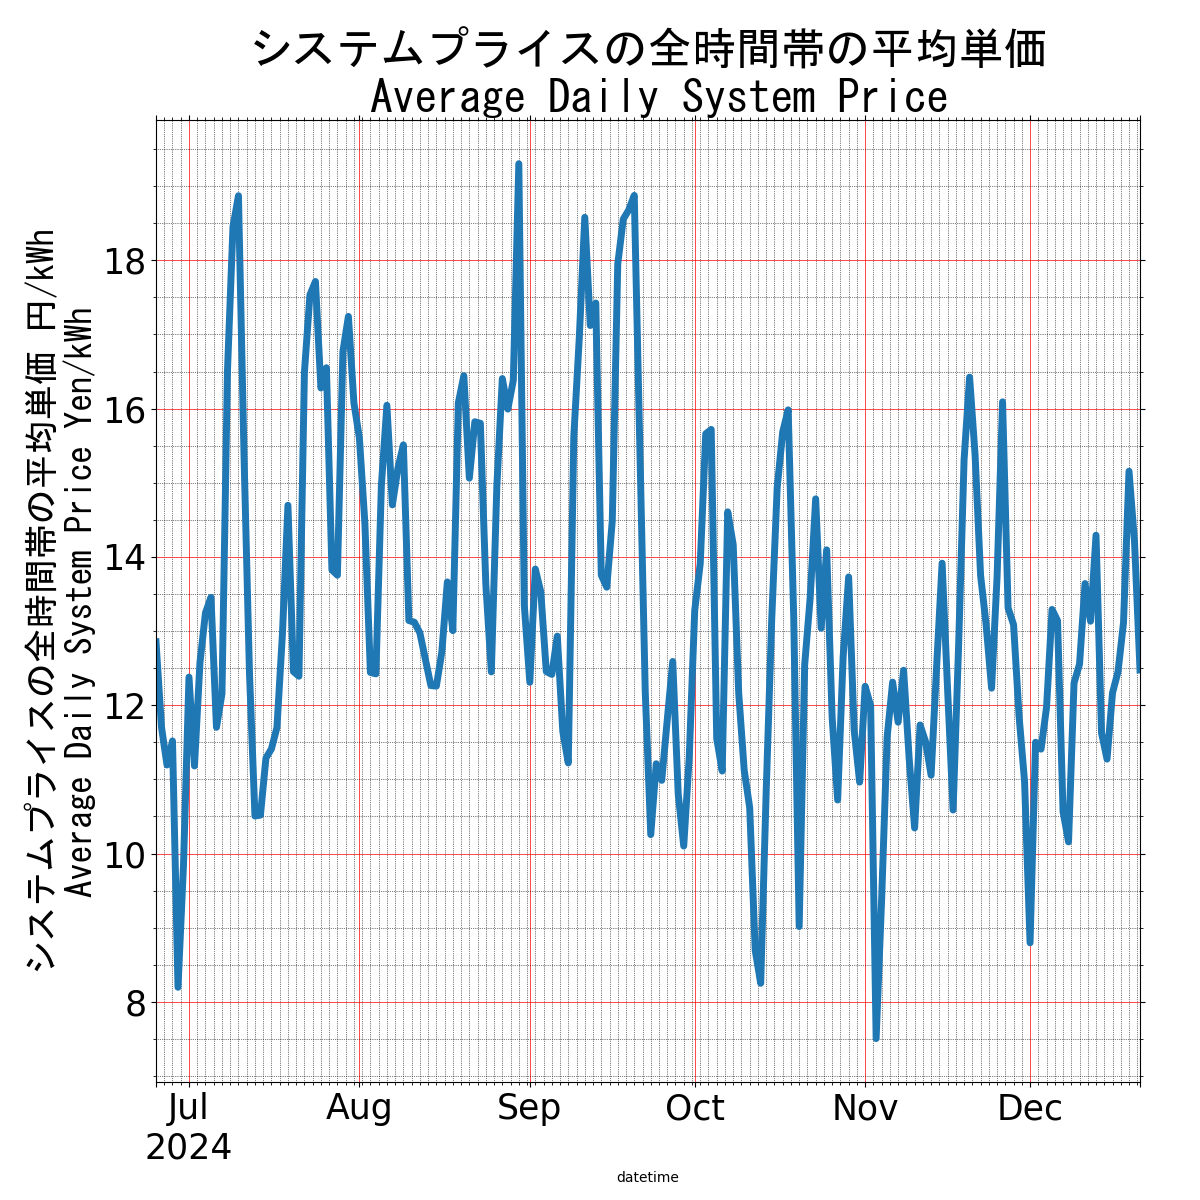 システムプライスの全時間帯の平均単価
Average Daily System Price
システムプライスの全時間帯の平均単価 円/kWh
Average Daily System Price Yen/kWh
18
16
14
12
10
8
Jul
Aug
Sep
Oct
Nov
Dec
2024
datetime